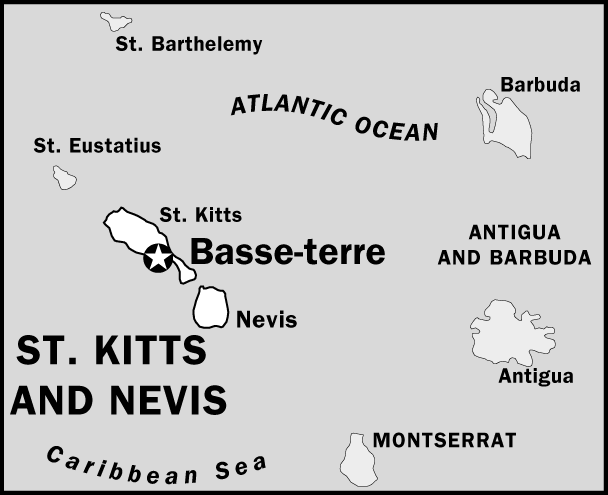 St. Barthelemy
Barbuda
ATLANTIC OCEAN
St. Eustatius
St. Kitts
Basse-terre
ANTIGUA
AND BARBUDA
Nevis
ST. KITTS
AND NEVIS
Antigua
MONTSERRAT
Caribbean Sea